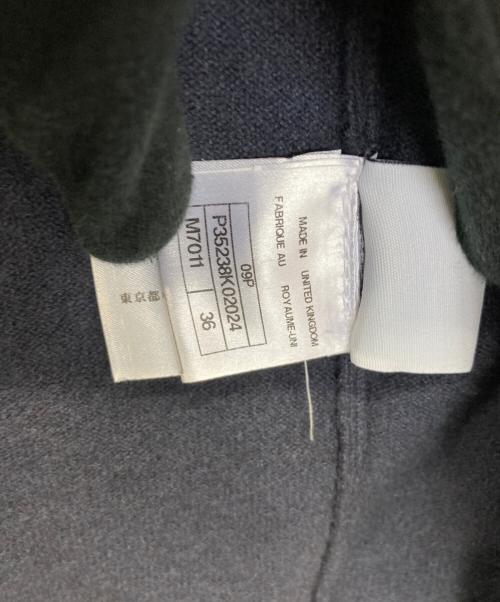 MADE IN UNITED KINGDOM
FABRIQUE AU ROYAUME-UNI
09P
P35238K02024
M7011 36
東京都